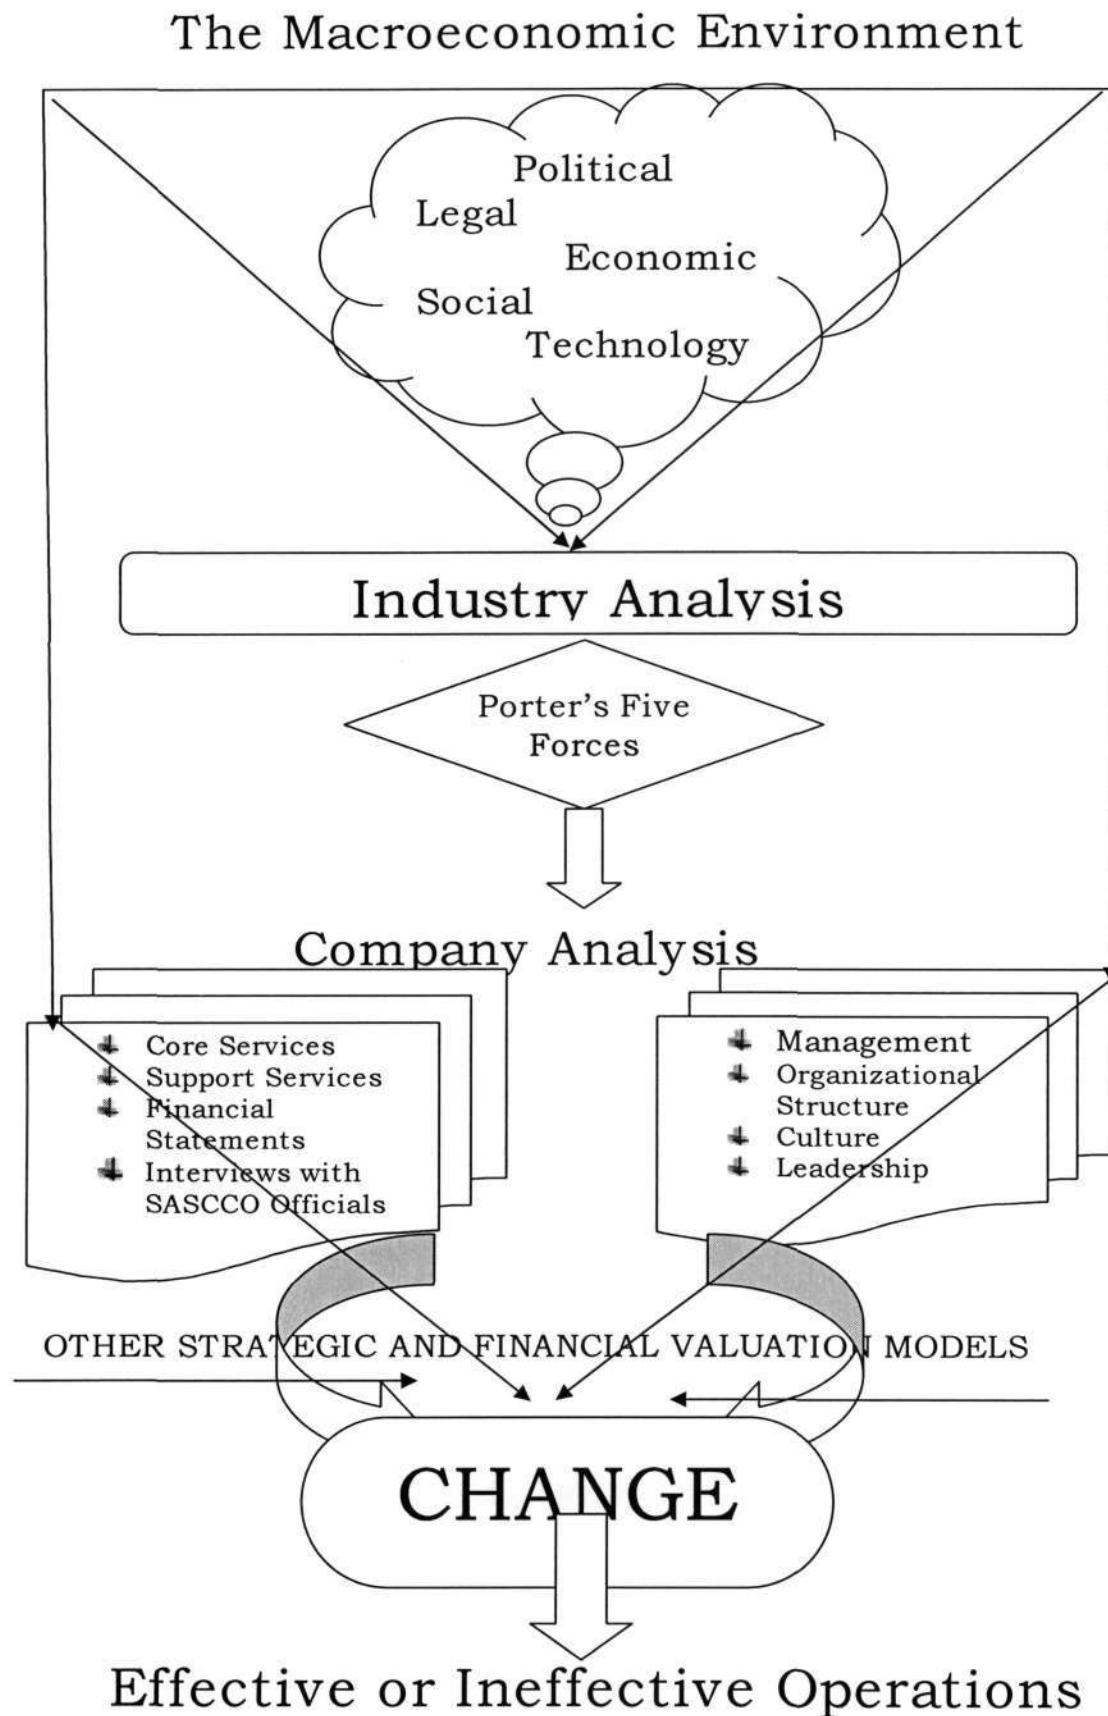 The Macroeconomic Environment
Political
Legal
Economic
Social
Technology
Industry Analysis
Porter's Five
Forces
Company Analysis
Core Services
Support Services
Financial
Statements
Interviews with
SASCCO Officials
Management
Organizational
Structure
Culture
Leadership
OTHER STRATEGIC AND FINANCIAL VALUATION MODELS
CHANGE
Effective or Ineffective Operations